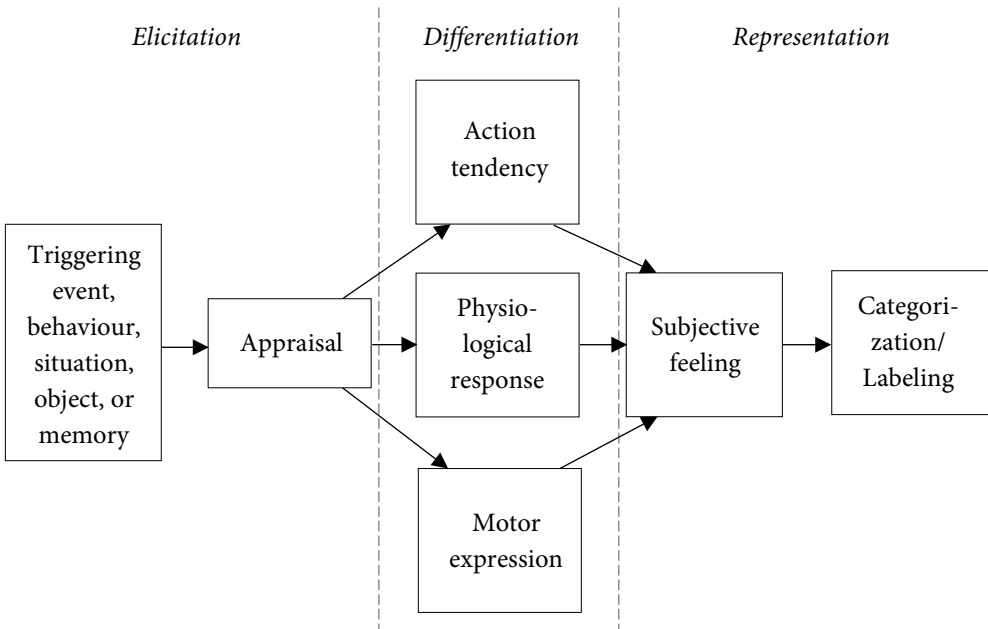 Elicitation
Differentiation
Representation
Triggering
event,
behaviour,
situation,
object, or
memory
Appraisal
Action
tendency
Physio-
logical
response
Motor
expression
Subjective
feeling
Categori-
zation/
Labeling